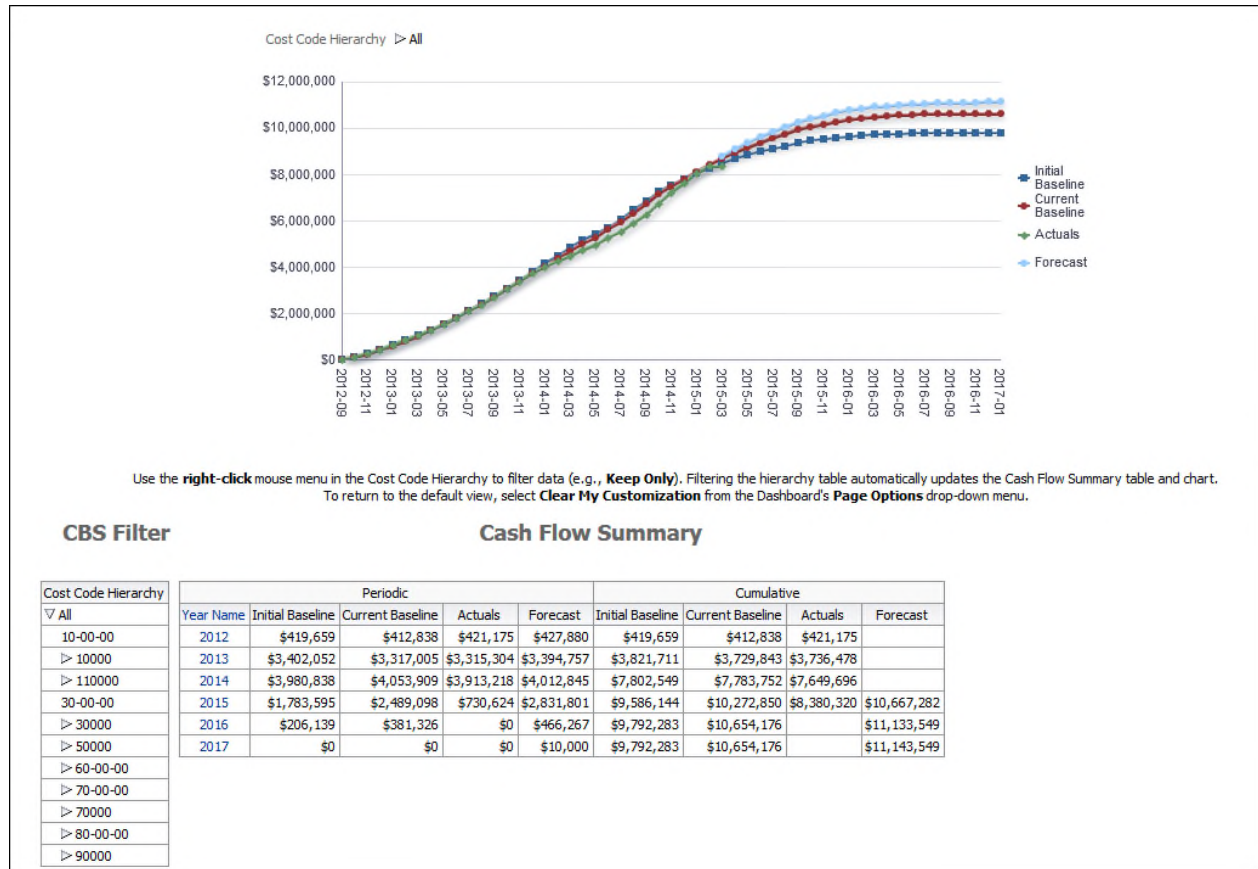 Cost Code Hierarchy ▷ All
$12,000,000
$10,000,000
$8,000,000
$6,000,000
$4,000,000
$2,000,000
$0
Initial
Baseline
Current
Baseline
Actuals
Forecast
2012-09
2012-11
2013-01
2013-03
2013-05
2013-07
2013-09
2013-11
2014-01
2014-03
2014-05
2014-07
2014-09
2014-11
2015-01
2015-03
2015-05
2015-07
2015-09
2015-11
2016-01
2016-03
2016-05
2016-07
2016-09
2016-11
2017-01
Use the right-click mouse menu in the Cost Code Hierarchy to filter data (e.g., Keep Only). Filtering the hierarchy table automatically updates the Cash Flow Summary table and chart.
To return to the default view, select Clear My Customization from the Dashboard's Page Options drop-down menu.
CBS Filter
Cash Flow Summary
Cost Code Hierarchy
▽ All
10-00-00
▷ 10000
▷ 110000
30-00-00
▷ 30000
▷ 50000
▷ 60-00-00
▷ 70-00-00
▷ 70000
▷ 80-00-00
▷ 90000
Periodic Cumulative
Year Name Initial Baseline Current Baseline Actuals Forecast Initial Baseline Current Baseline Actuals Forecast
2012 $419,659 $412,838 $421,175 $427,880 $419,659 $412,838 $421,175
2013 $3,402,052 $3,317,005 $3,315,304 $3,394,757 $3,821,711 $3,729,843 $3,736,478
2014 $3,980,838 $4,053,909 $3,913,218 $4,012,845 $7,802,549 $7,783,752 $7,649,696
2015 $1,783,595 $2,489,098 $730,624 $2,831,801 $9,586,144 $10,272,850 $8,380,320 $10,667,282
2016 $206,139 $381,326 $0 $466,267 $9,792,283 $10,654,176 $11,133,549
2017 $0 $0 $0 $10,000 $9,792,283 $10,654,176 $11,143,549